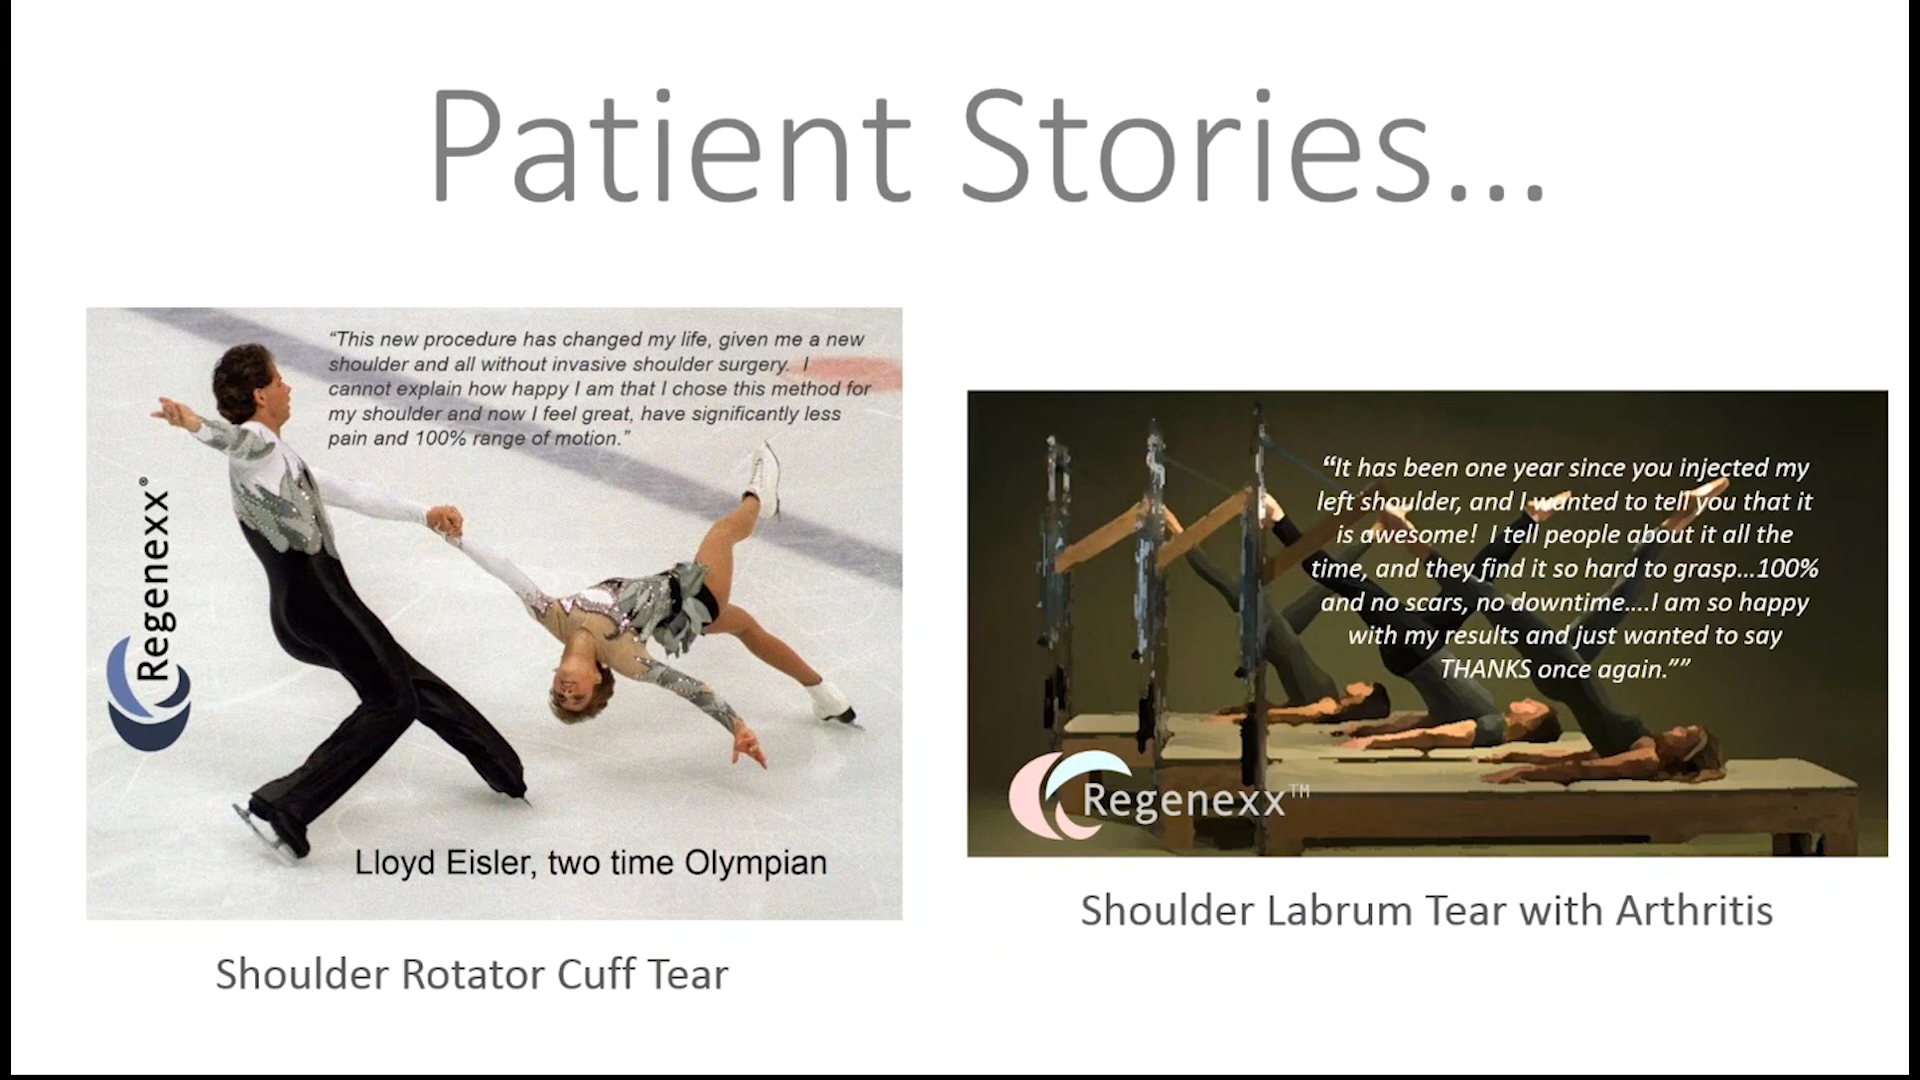 Patient Stories...
“This new procedure has changed my life, given me a new
shoulder and all without invasive shoulder surgery.  I
cannot explain how happy I am that I chose this method for
my shoulder and now I feel great, have significantly less
pain and 100% range of motion.”
Regenexx®
Lloyd Eisler, two time Olympian
Shoulder Rotator Cuff Tear
“It has been one year since you injected my
left shoulder, and I wanted to tell you that it
is awesome!  I tell people about it all the
time, and they find it so hard to grasp...100%
and no scars, no downtime....I am so happy
with my results and just wanted to say
THANKS once again.””
Regenexx™
Shoulder Labrum Tear with Arthritis